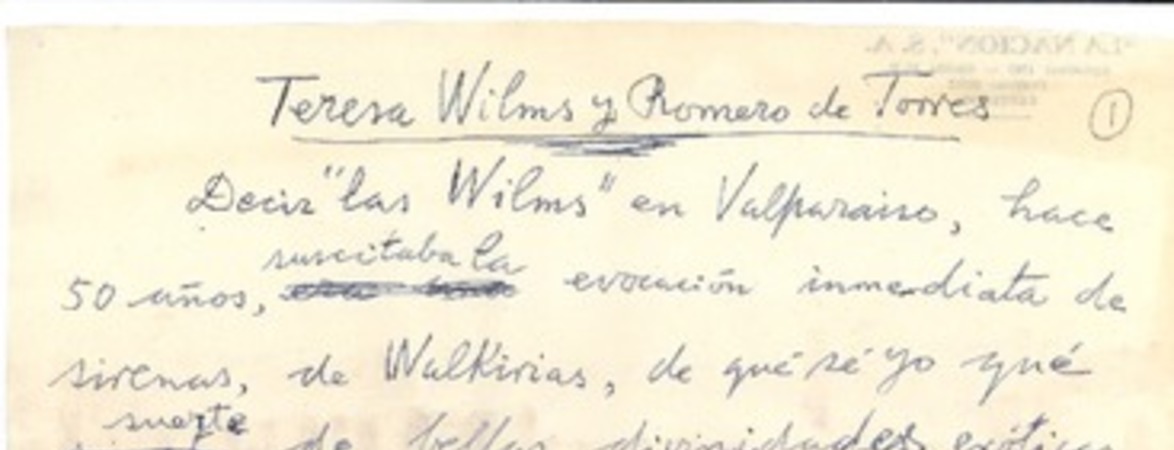 "LA NACION", S. A.
Teresa Wilms y Romero de Torres
1
Decir "las Wilms" en Valparaiso, hace
suscitaba la
50 años, evocación inmediata de
sirenas, de Walkirias, de qué sé yo qué
suerte
de bellas divinidades exóticas